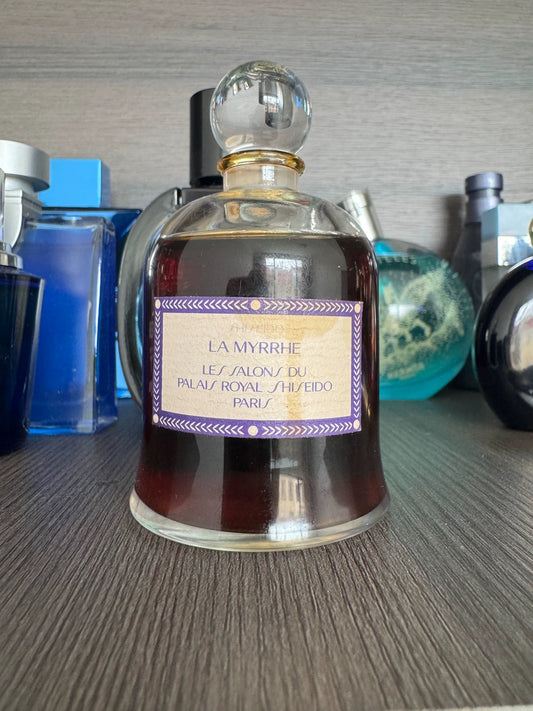 SHISEIDO
LA MYRRHE
LES SALONS DU
PALAIS ROYAL SHISEIDO
PARIS